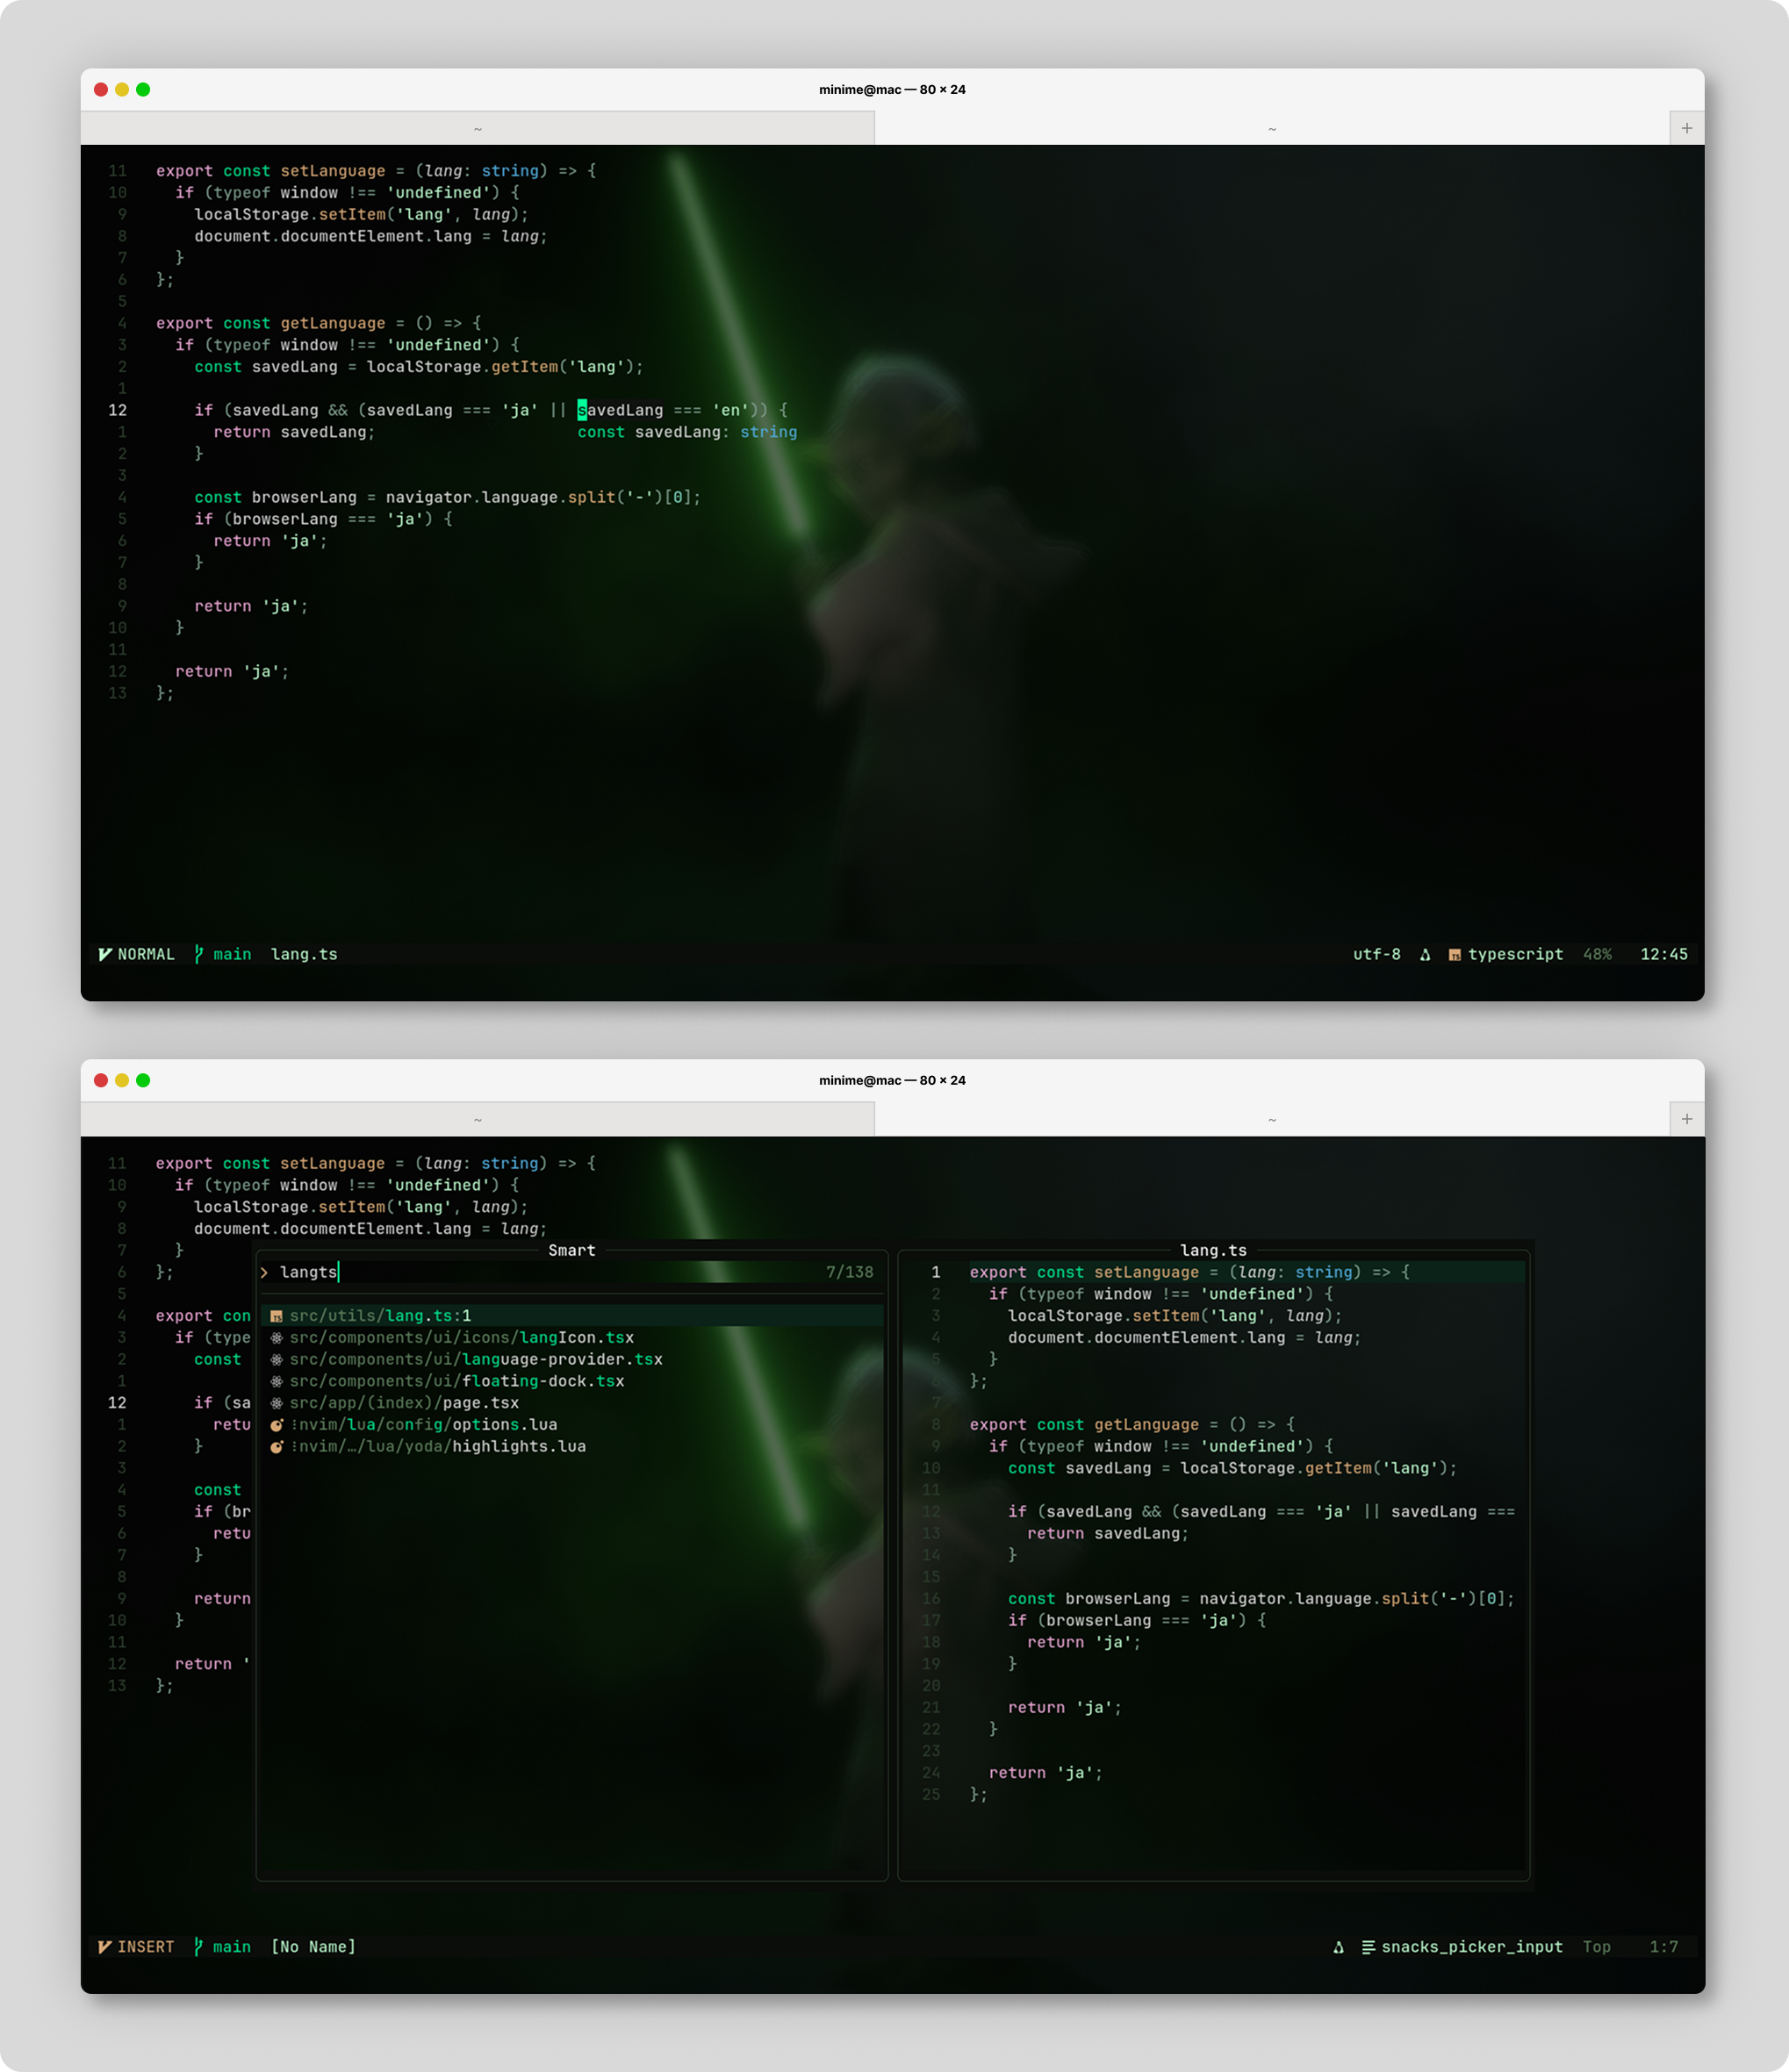 minime@mac — 80 × 24
~ ~ +
11 export const setLanguage = (lang: string) => {
10 if (typeof window !== 'undefined') {
9 localStorage.setItem('lang', lang);
8 document.documentElement.lang = lang;
7 }
6 };
5
4 export const getLanguage = () => {
3 if (typeof window !== 'undefined') {
2 const savedLang = localStorage.getItem('lang');
1
12 if (savedLang && (savedLang === 'ja' || savedLang === 'en')) {
1 return savedLang; const savedLang: string
2 }
3
4 const browserLang = navigator.language.split('-')[0];
5 if (browserLang === 'ja') {
6 return 'ja';
7 }
8
9 return 'ja';
10 }
11
12 return 'ja';
13 };
NORMAL main lang.ts utf-8 TS typescript 48% 12:45
minime@mac — 80 × 24
~ ~ +
11 export const setLanguage = (lang: string) => {
10 if (typeof window !== 'undefined') {
9 localStorage.setItem('lang', lang);
8 document.documentElement.lang = lang;
7 }
6 };
5
4 export con
3 if (type
2 const
1
12 if (sa
1 retu
2 }
3
4 const
5 if (br
6 retu
7 }
8
9 return
10 }
11
12 return '
13 };
Smart
> langts 7/138
TS src/utils/lang.ts:1
src/components/ui/icons/langIcon.tsx
src/components/ui/language-provider.tsx
src/components/ui/floating-dock.tsx
src/app/(index)/page.tsx
⁝nvim/lua/config/options.lua
⁝nvim/…/lua/yoda/highlights.lua
lang.ts
1 export const setLanguage = (lang: string) => {
2 if (typeof window !== 'undefined') {
3 localStorage.setItem('lang', lang);
4 document.documentElement.lang = lang;
5 }
6 };
7
8 export const getLanguage = () => {
9 if (typeof window !== 'undefined') {
10 const savedLang = localStorage.getItem('lang');
11
12 if (savedLang && (savedLang === 'ja' || savedLang ===
13 return savedLang;
14 }
15
16 const browserLang = navigator.language.split('-')[0];
17 if (browserLang === 'ja') {
18 return 'ja';
19 }
20
21 return 'ja';
22 }
23
24 return 'ja';
25 };
INSERT main [No Name] snacks_picker_input Top 1:7